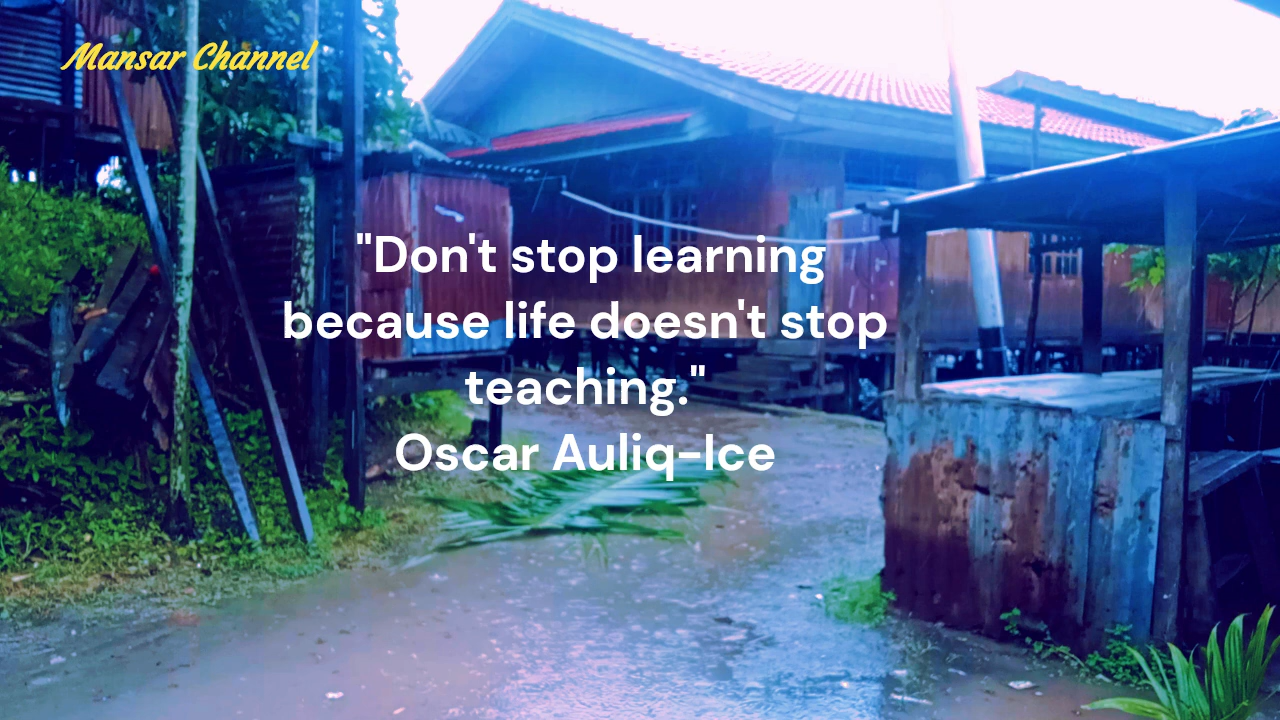 Mansar Channel
"Don't stop learning
because life doesn't stop
teaching."
Oscar Auliq-Ice